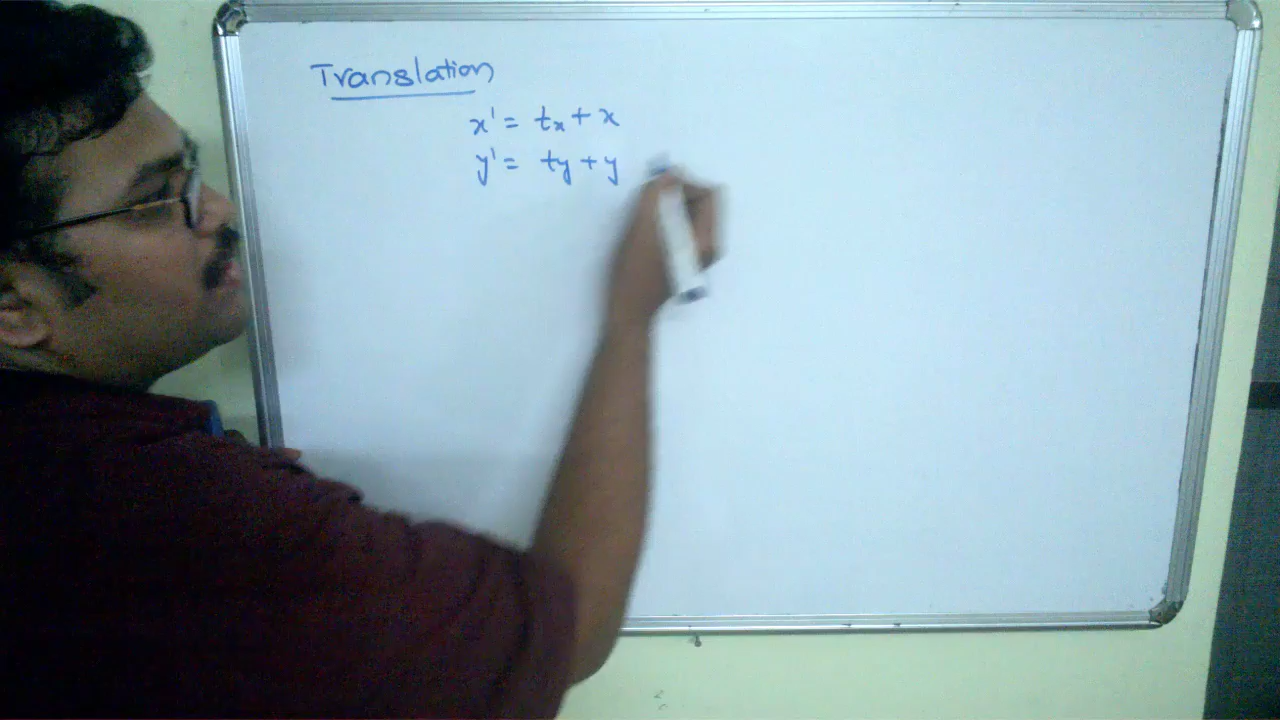 Translation
x' = tx + x
y' = ty + y